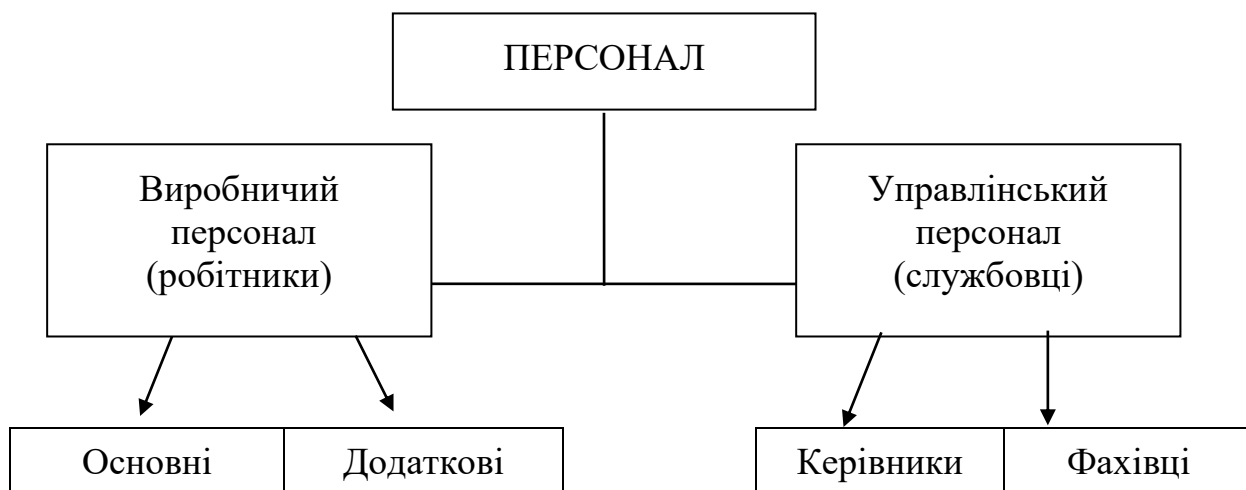 ПЕРСОНАЛ
Виробничий
персонал
(робітники)
Управлінський
персонал
(службовці)
Основні
Додаткові
Керівники
Фахівці